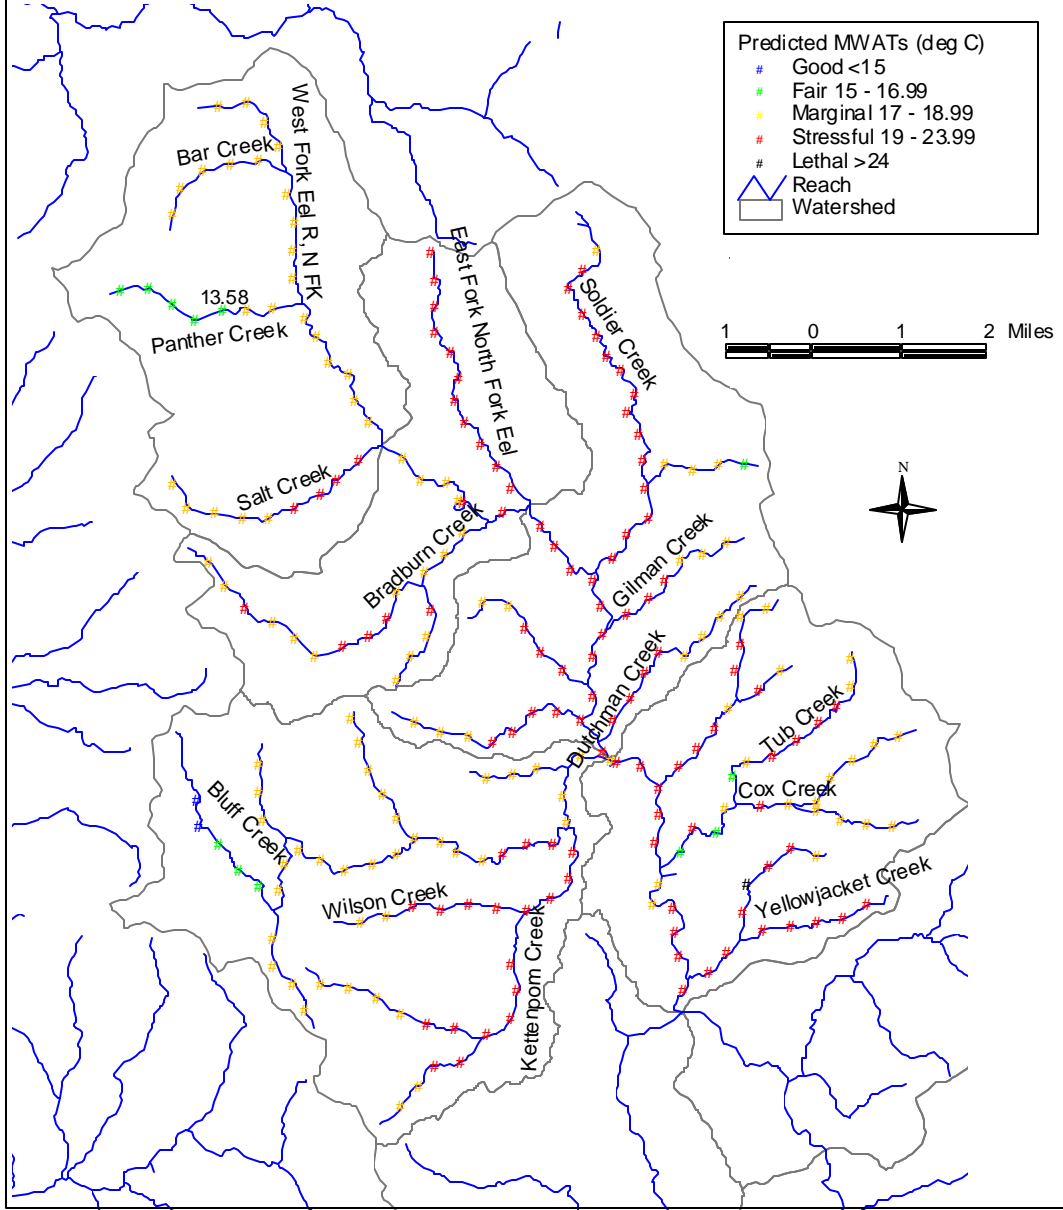 Predicted MWATs (deg C)
# Good <15
# Fair 15 - 16.99
# Marginal 17 - 18.99
# Stressful 19 - 23.99
# Lethal >24
Reach
Watershed
West Fork Eel R, N FK
Bar Creek
East Fork North Fork Eel
Soldier Creek
13.58
Panther Creek
1 0 1 2 Miles
N
Salt Creek
Bradburn Creek
Gilman Creek
Dutchman Creek
Tub Creek
Cox Creek
Bluff Creek
Wilson Creek
Yellowjacket Creek
Kettenpom Creek